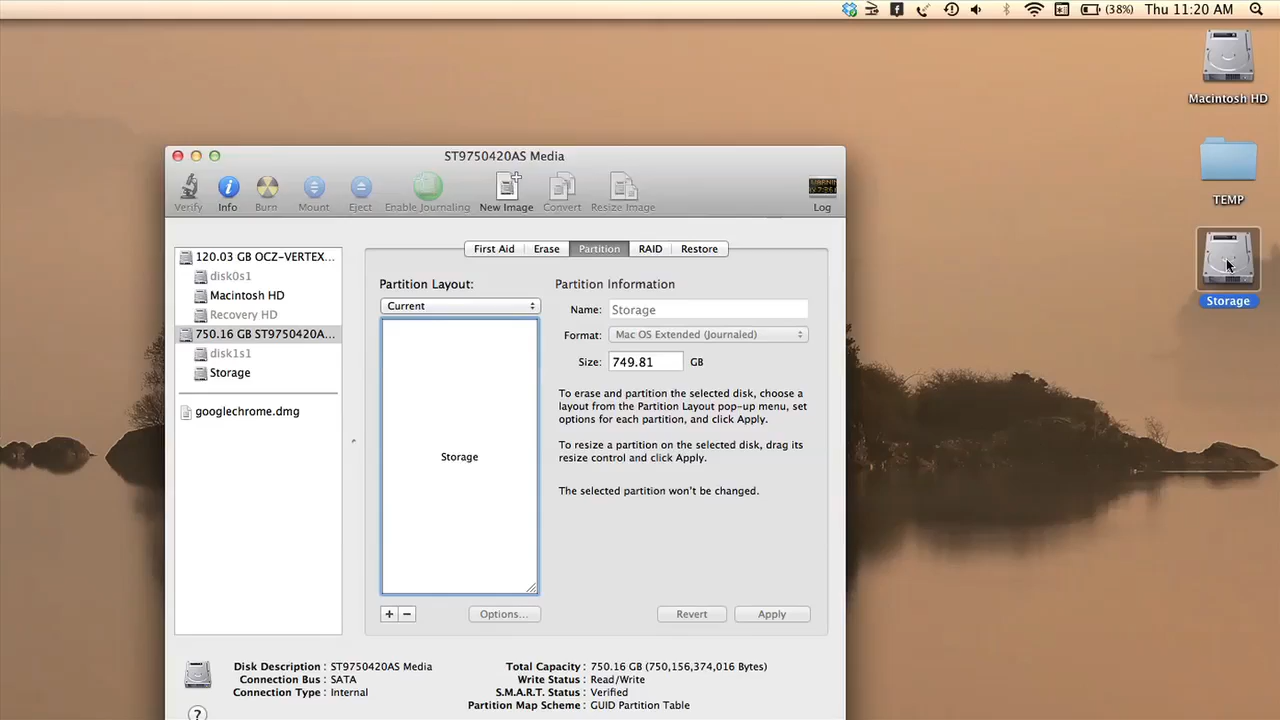 (38%) Thu 11:20 AM
Macintosh HD
TEMP
Storage
ST9750420AS Media
Verify Info Burn Mount Eject Enable Journaling New Image Convert Resize Image Log
120.03 GB OCZ-VERTEX...
disk0s1
Macintosh HD
Recovery HD
750.16 GB ST9750420A...
disk1s1
Storage
googlechrome.dmg
First Aid Erase Partition RAID Restore
Partition Layout:
Current
Storage
+ −
Options...
Partition Information
Name: Storage
Format: Mac OS Extended (Journaled)
Size: 749.81 GB
To erase and partition the selected disk, choose a
layout from the Partition Layout pop-up menu, set
options for each partition, and click Apply.
To resize a partition on the selected disk, drag its
resize control and click Apply.
The selected partition won't be changed.
Revert Apply
Disk Description : ST9750420AS Media
Connection Bus : SATA
Connection Type : Internal
Total Capacity : 750.16 GB (750,156,374,016 Bytes)
Write Status : Read/Write
S.M.A.R.T. Status : Verified
Partition Map Scheme : GUID Partition Table
?